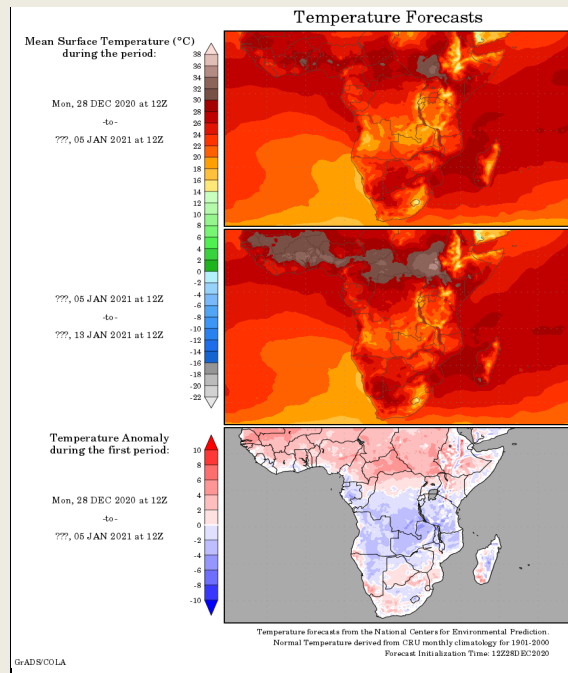 Temperature Forecasts
Mean Surface Temperature (°C)
during the period:
Mon, 28 DEC 2020 at 12Z
-to-
???, 05 JAN 2021 at 12Z
38
36
34
32
30
28
26
24
22
20
18
16
14
12
10
8
6
4
2
0
-2
-4
-6
-8
-10
-12
-14
-16
-18
-20
-22
???, 05 JAN 2021 at 12Z
-to-
???, 13 JAN 2021 at 12Z
Temperature Anomaly
during the first period:
Mon, 28 DEC 2020 at 12Z
-to-
???, 05 JAN 2021 at 12Z
10
8
6
4
2
0
-2
-4
-6
-8
-10
Temperature forecasts from the National Centers for Environmental Prediction.
Normal Temperature derived from CRU monthly climatology for 1901-2000
Forecast Initialization Time: 12Z28DEC2020
GrADS/COLA